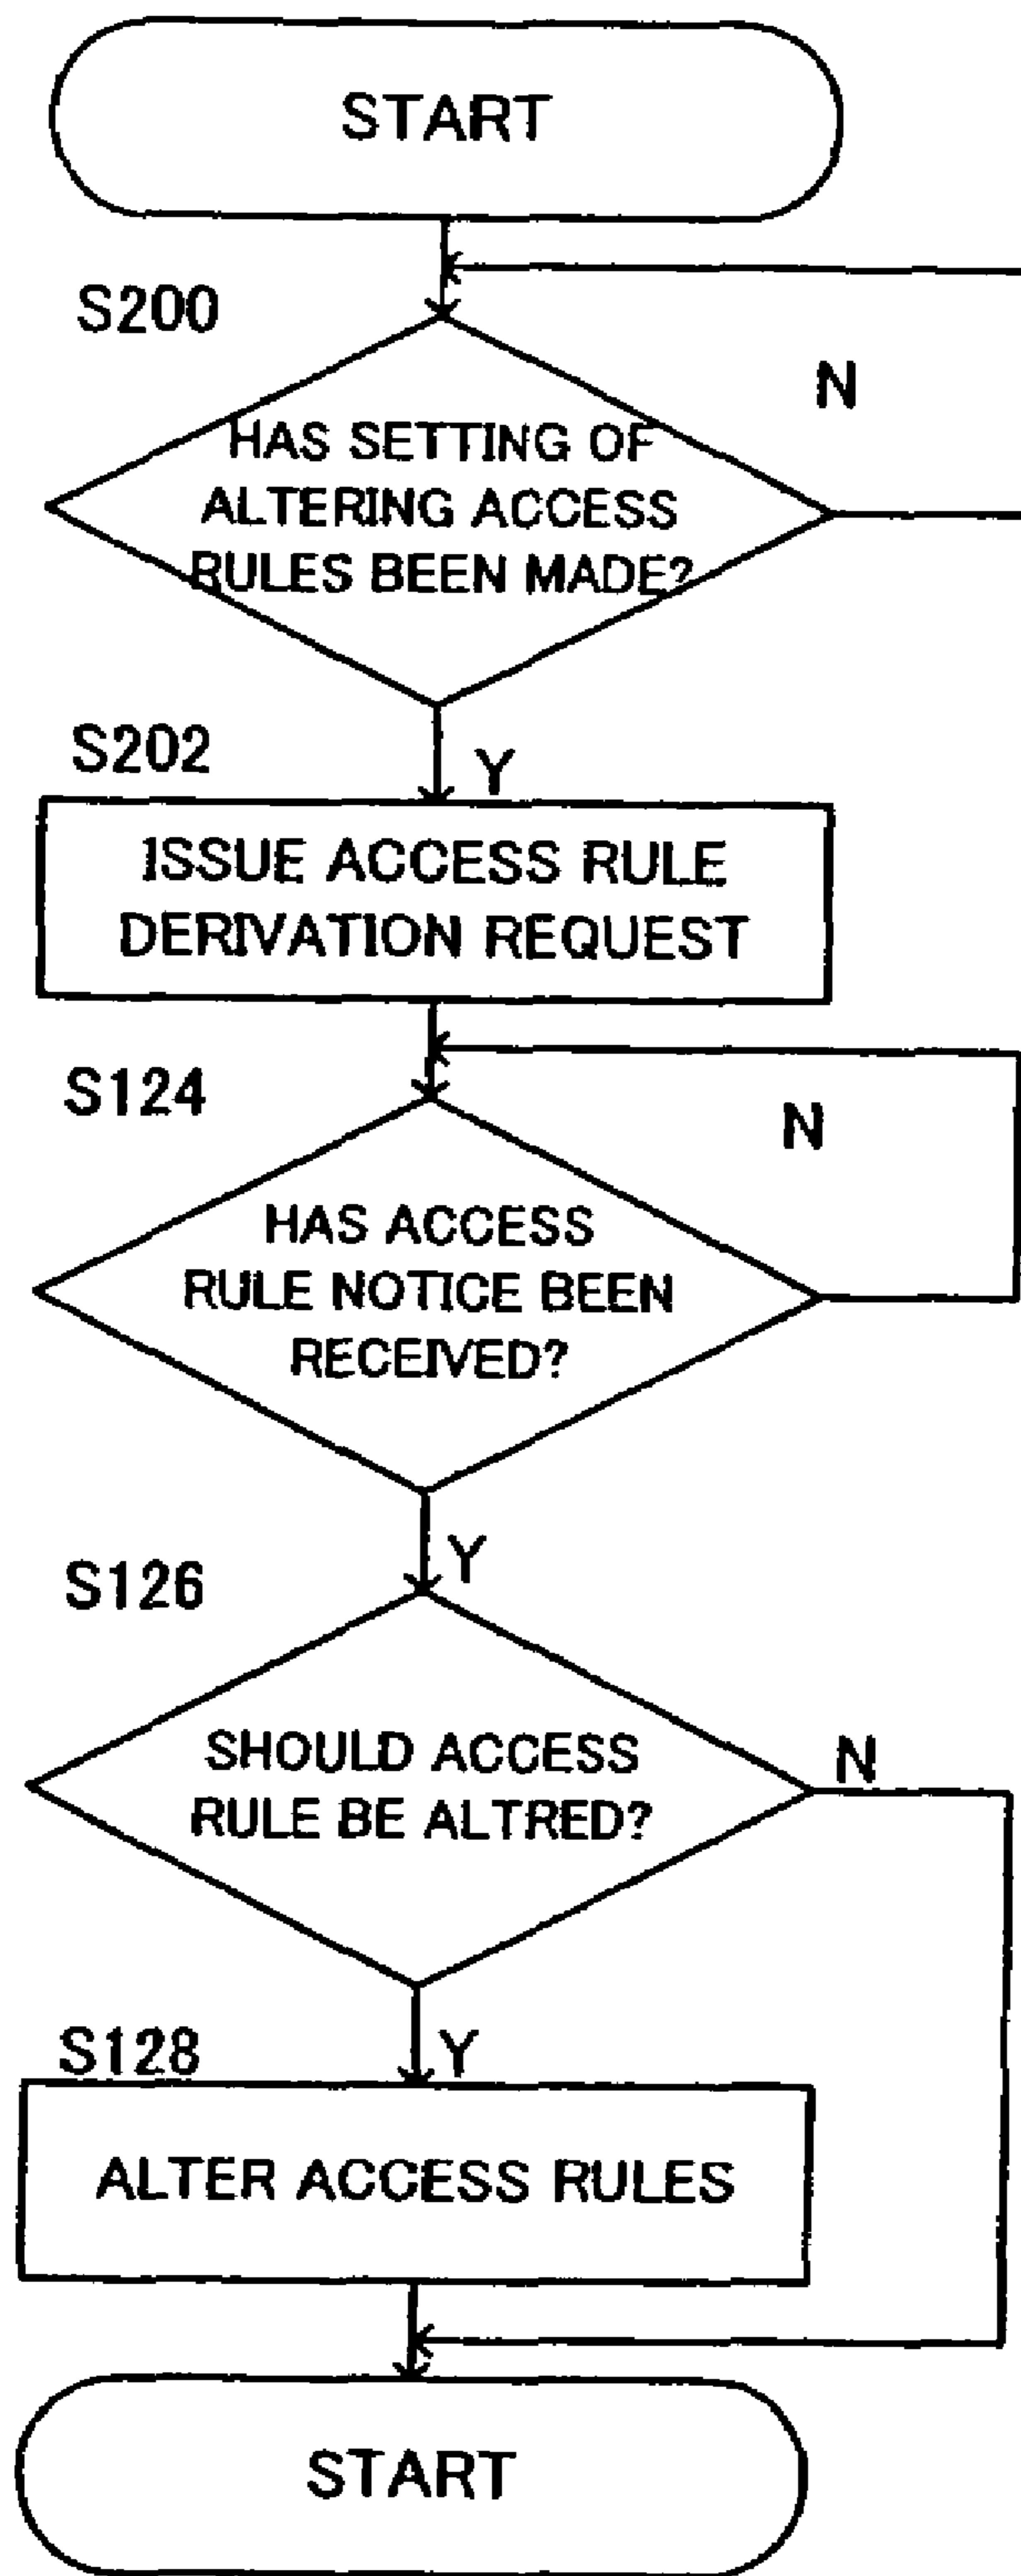 START
S200
N
HAS SETTING OF
ALTERING ACCESS
RULES BEEN MADE?
S202
Y
ISSUE ACCESS RULE
DERIVATION REQUEST
S124
N
HAS ACCESS
RULE NOTICE BEEN
RECEIVED?
Y
S126
SHOULD ACCESS
N
RULE BE ALTRED?
S128
Y
ALTER ACCESS RULES
START